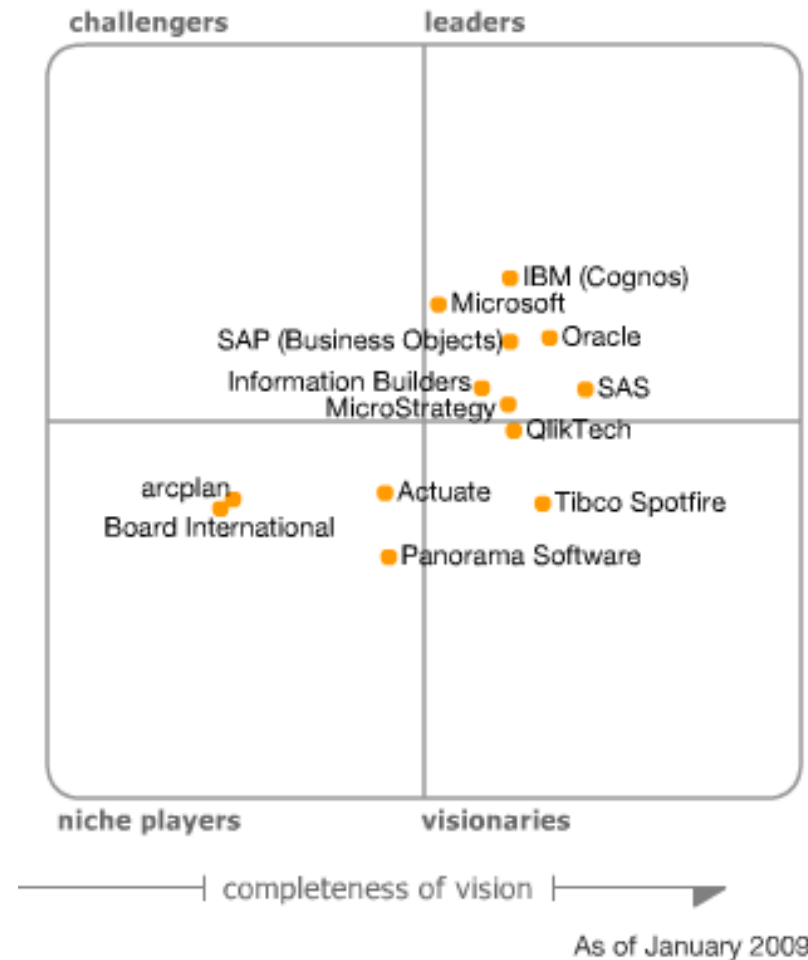 challengers
leaders
IBM (Cognos)
Microsoft
SAP (Business Objects)
Oracle
Information Builders
SAS
MicroStrategy
QlikTech
arcplan
Actuate
Tibco Spotfire
Board International
Panorama Software
niche players
visionaries
completeness of vision
As of January 2009